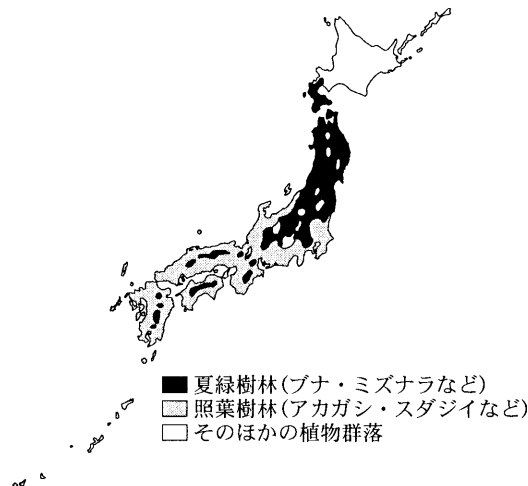 夏緑樹林(ブナ・ミズナラなど)
照葉樹林(アカガシ・スダジイなど)
そのほかの植物群落